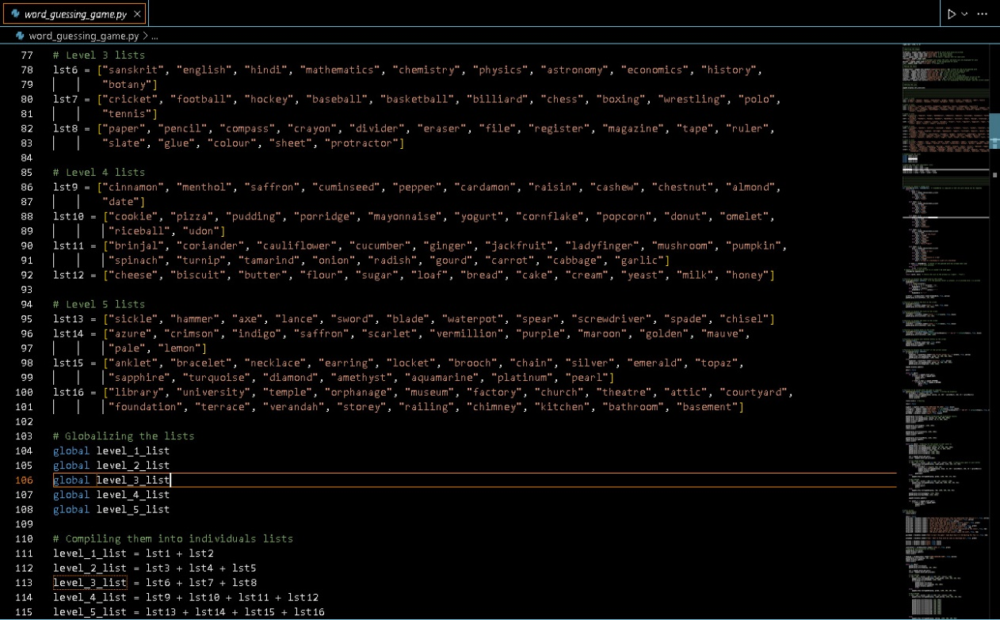 word_guessing_game.py
word_guessing_game.py > ...
77 # Level 3 lists
78 lst6 = ["sanskrit", "english", "hindi", "mathematics", "chemistry", "physics", "astronomy", "economics", "history",
79 "botany"]
80 lst7 = ["cricket", "football", "hockey", "baseball", "basketball", "billiard", "chess", "boxing", "wrestling", "polo",
81 "tennis"]
82 lst8 = ["paper", "pencil", "compass", "crayon", "divider", "eraser", "file", "register", "magazine", "tape", "ruler",
83 "slate", "glue", "colour", "sheet", "protractor"]
84
85 # Level 4 lists
86 lst9 = ["cinnamon", "menthol", "saffron", "cuminseed", "pepper", "cardamon", "raisin", "cashew", "chestnut", "almond",
87 "date"]
88 lst10 = ["cookie", "pizza", "pudding", "porridge", "mayonnaise", "yogurt", "cornflake", "popcorn", "donut", "omelet",
89 "riceball", "udon"]
90 lst11 = ["brinjal", "coriander", "cauliflower", "cucumber", "ginger", "jackfruit", "ladyfinger", "mushroom", "pumpkin",
91 "spinach", "turnip", "tamarind", "onion", "radish", "gourd", "carrot", "cabbage", "garlic"]
92 lst12 = ["cheese", "biscuit", "butter", "flour", "sugar", "loaf", "bread", "cake", "cream", "yeast", "milk", "honey"]
93
94 # Level 5 lists
95 lst13 = ["sickle", "hammer", "axe", "lance", "sword", "blade", "waterpot", "spear", "screwdriver", "spade", "chisel"]
96 lst14 = ["azure", "crimson", "indigo", "saffron", "scarlet", "vermillion", "purple", "maroon", "golden", "mauve",
97 "pale", "lemon"]
98 lst15 = ["anklet", "bracelet", "necklace", "earring", "locket", "brooch", "chain", "silver", "emerald", "topaz",
99 "sapphire", "turquoise", "diamond", "amethyst", "aquamarine", "platinum", "pearl"]
100 lst16 = ["library", "university", "temple", "orphanage", "museum", "factory", "church", "theatre", "attic", "courtyard",
101 "foundation", "terrace", "verandah", "storey", "railing", "chimney", "kitchen", "bathroom", "basement"]
102
103 # Globalizing the lists
104 global level_1_list
105 global level_2_list
106 global level_3_list
107 global level_4_list
108 global level_5_list
109
110 # Compiling them into individuals lists
111 level_1_list = lst1 + lst2
112 level_2_list = lst3 + lst4 + lst5
113 level_3_list = lst6 + lst7 + lst8
114 level_4_list = lst9 + lst10 + lst11 + lst12
115 level_5_list = lst13 + lst14 + lst15 + lst16